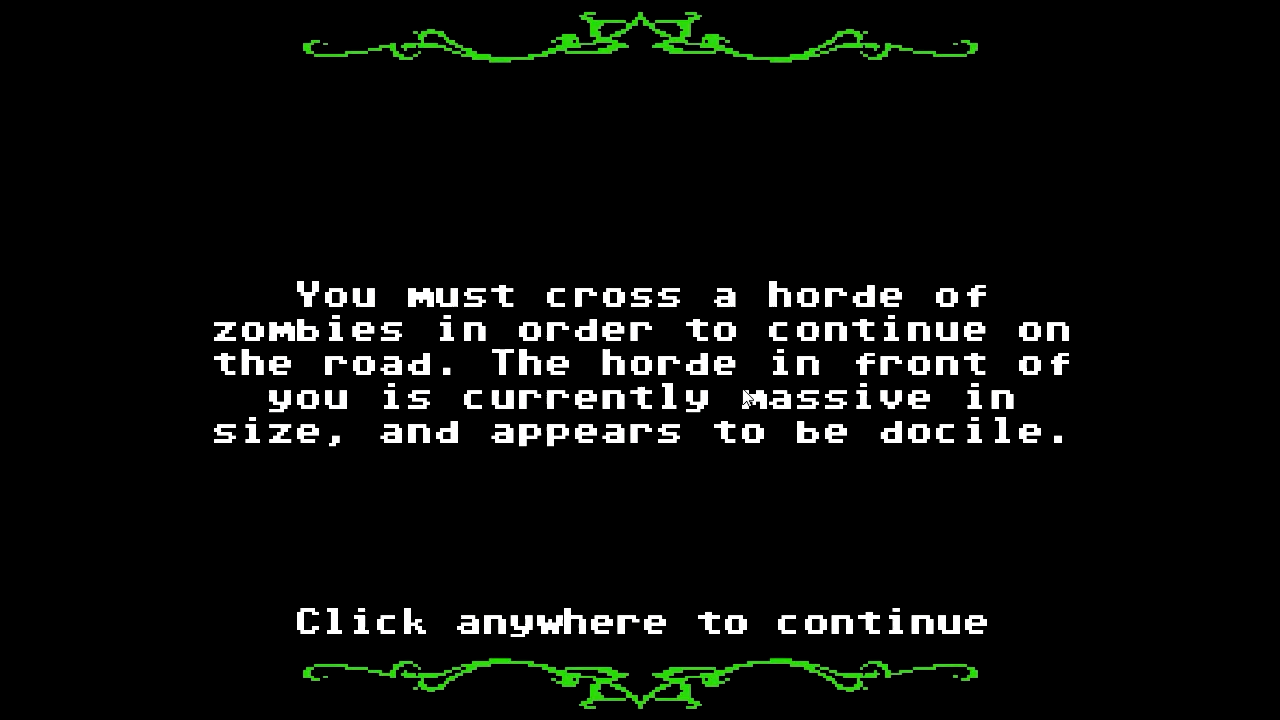 You must cross a horde of
zombies in order to continue on
the road. The horde in front of
you is currently massive in
size, and appears to be docile.
Click anywhere to continue